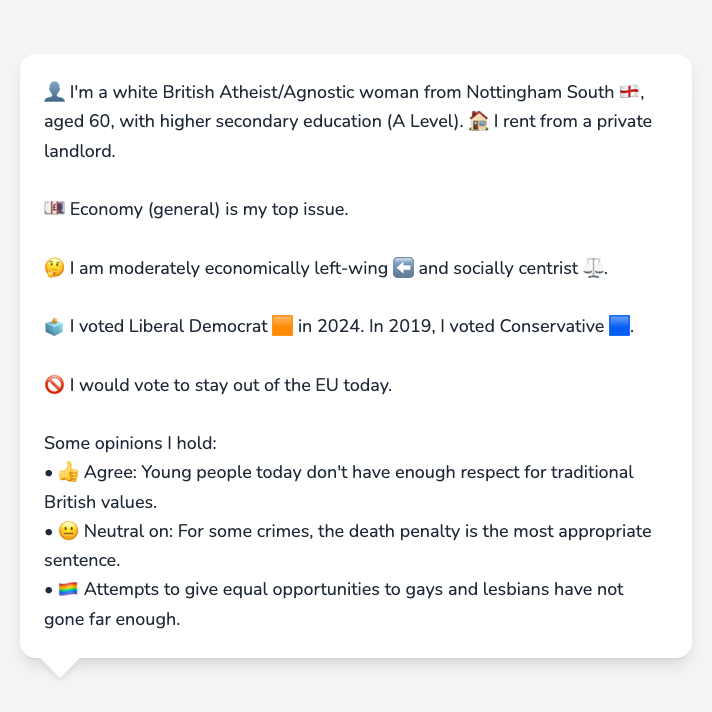 👤 I'm a white British Atheist/Agnostic woman from Nottingham South 🏴󠁧󠁢󠁥󠁮󠁧󠁿,
aged 60, with higher secondary education (A Level). 🏠 I rent from a private
landlord.
💷 Economy (general) is my top issue.
🤔 I am moderately economically left-wing ⬅️ and socially centrist ⚖️.
🗳️ I voted Liberal Democrat 🟧 in 2024. In 2019, I voted Conservative 🟦.
🚫 I would vote to stay out of the EU today.
Some opinions I hold:
• 👍 Agree: Young people today don't have enough respect for traditional
British values.
• 😐 Neutral on: For some crimes, the death penalty is the most appropriate
sentence.
• 🏳️‍🌈 Attempts to give equal opportunities to gays and lesbians have not
gone far enough.